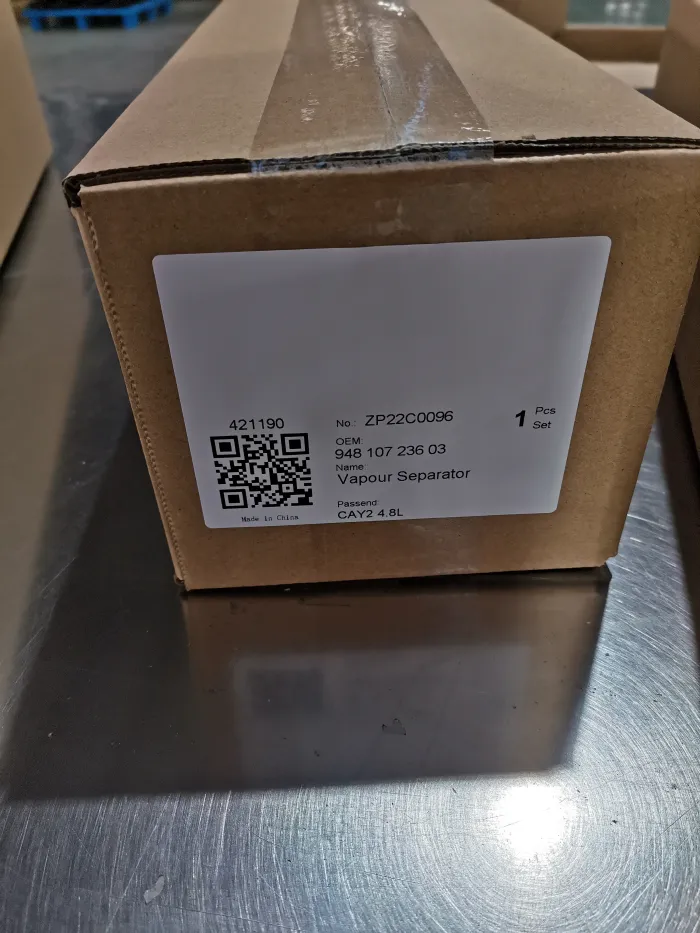 421190
Made in China
No.: ZP22C0096
OEM:
948 107 236 03
Name
Vapour Separator
Passend:
CAY2 4.8L
1 Pcs
Set